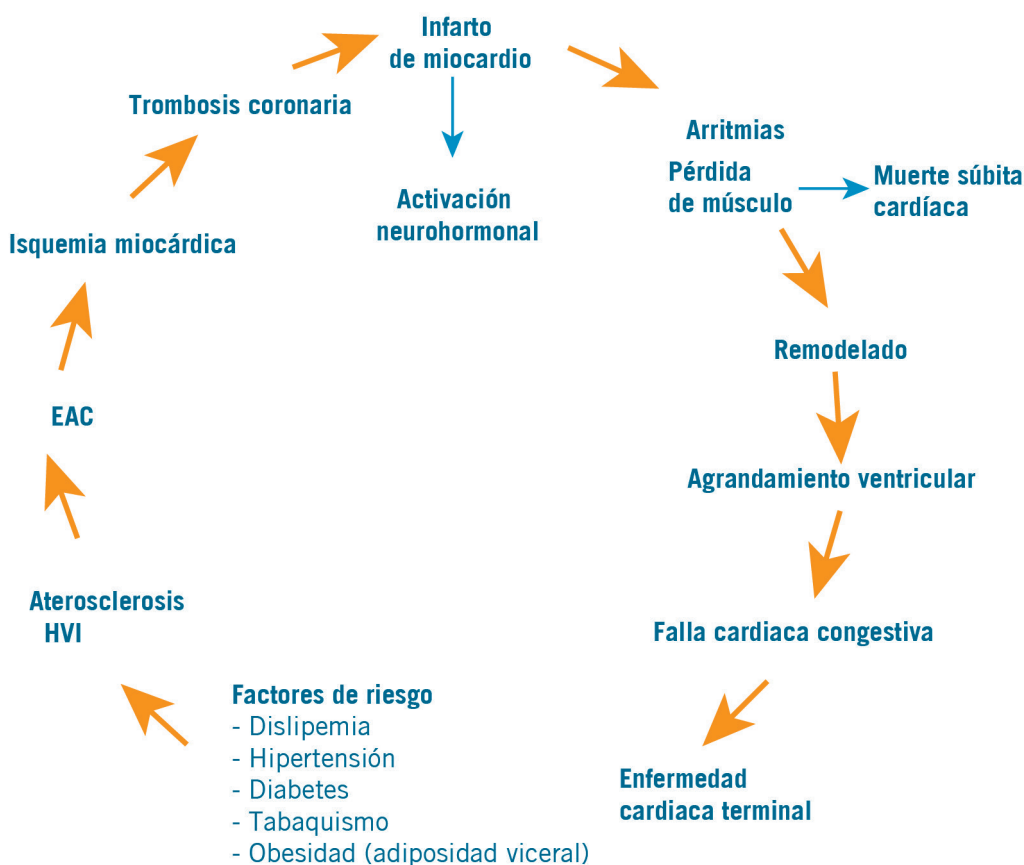 Factores de riesgo
- Dislipemia
- Hipertensión
- Diabetes
- Tabaquismo
- Obesidad (adiposidad viceral)
Aterosclerosis
HVI
EAC
Isquemia miocárdica
Trombosis coronaria
Infarto
de miocardio
Activación
neurohormonal
Arritmias
Pérdida
de músculo
Muerte súbita
cardíaca
Remodelado
Agrandamiento ventricular
Falla cardiaca congestiva
Enfermedad
cardiaca terminal